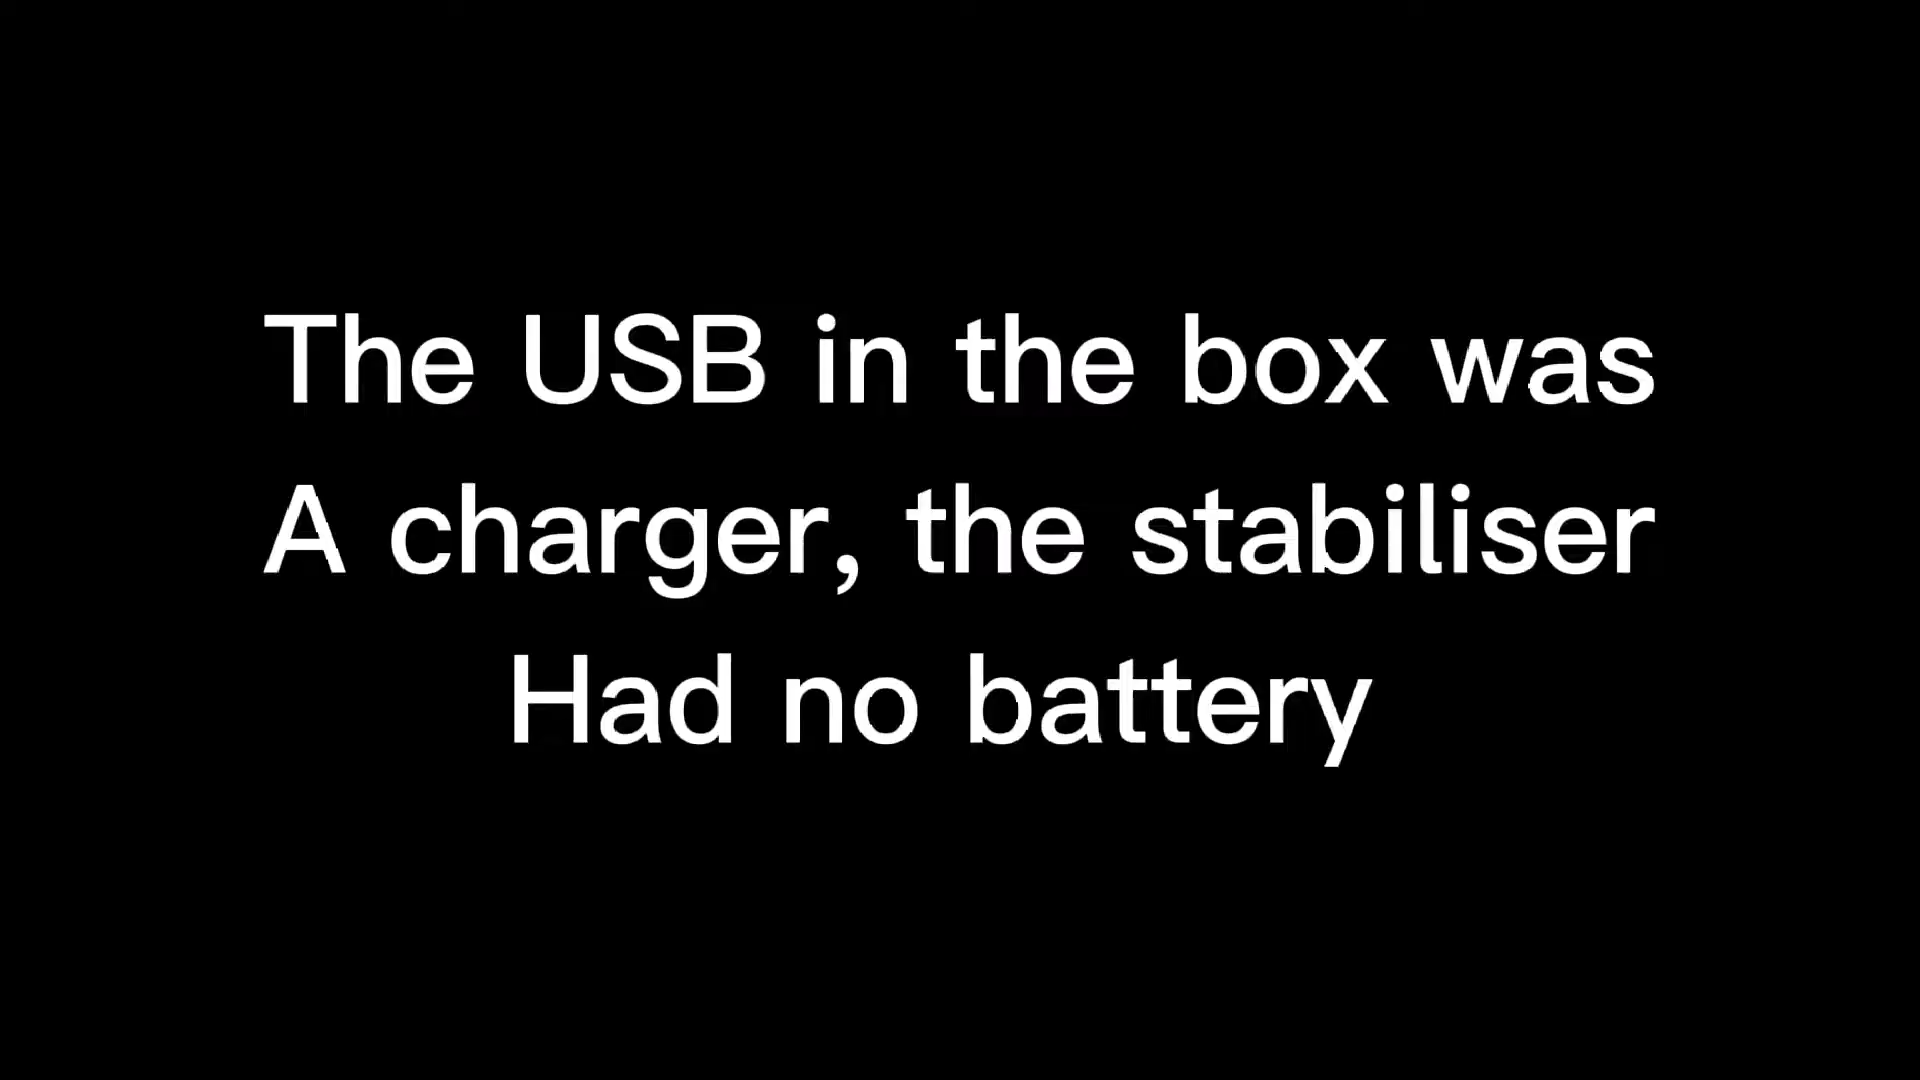 The USB in the box was
A charger, the stabiliser
Had no battery